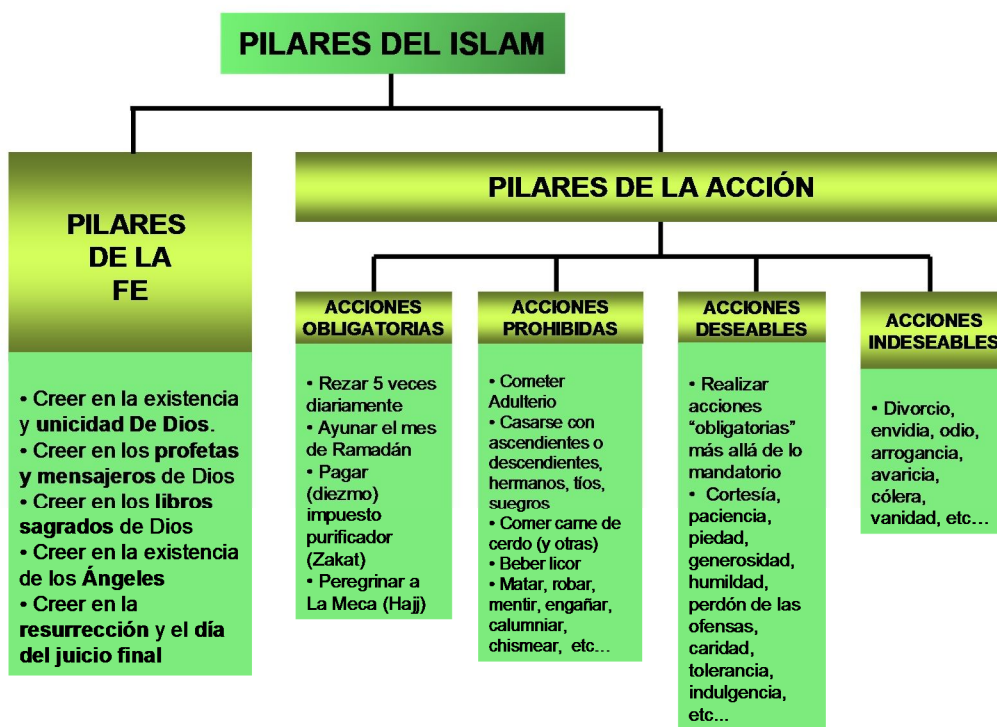 PILARES DEL ISLAM
PILARES
DE LA
FE
• Creer en la existencia
y unicidad De Dios.
• Creer en los profetas
y mensajeros de Dios
• Creer en los libros
sagrados de Dios
• Creer en la existencia
de los Ángeles
• Creer en la
resurrección y el día
del juicio final
PILARES DE LA ACCIÓN
ACCIONES
OBLIGATORIAS
• Rezar 5 veces
diariamente
• Ayunar el mes
de Ramadán
• Pagar
(diezmo)
impuesto
purificador
(Zakat)
• Peregrinar a
La Meca (Hajj)
ACCIONES
PROHIBIDAS
• Cometer
Adulterio
• Casarse con
ascendientes o
descendientes,
hermanos, tíos,
suegros
• Comer carne de
cerdo (y otras)
• Beber licor
• Matar, robar,
mentir, engañar,
calumniar,
chismear, etc...
ACCIONES
DESEABLES
• Realizar
acciones
“obligatorias”
más allá de lo
mandatorio
• Cortesía,
paciencia,
piedad,
generosidad,
humildad,
perdón de las
ofensas,
caridad,
tolerancia,
indulgencia,
etc...
ACCIONES
INDESEABLES
• Divorcio,
envidia, odio,
arrogancia,
avaricia,
cólera,
vanidad, etc...